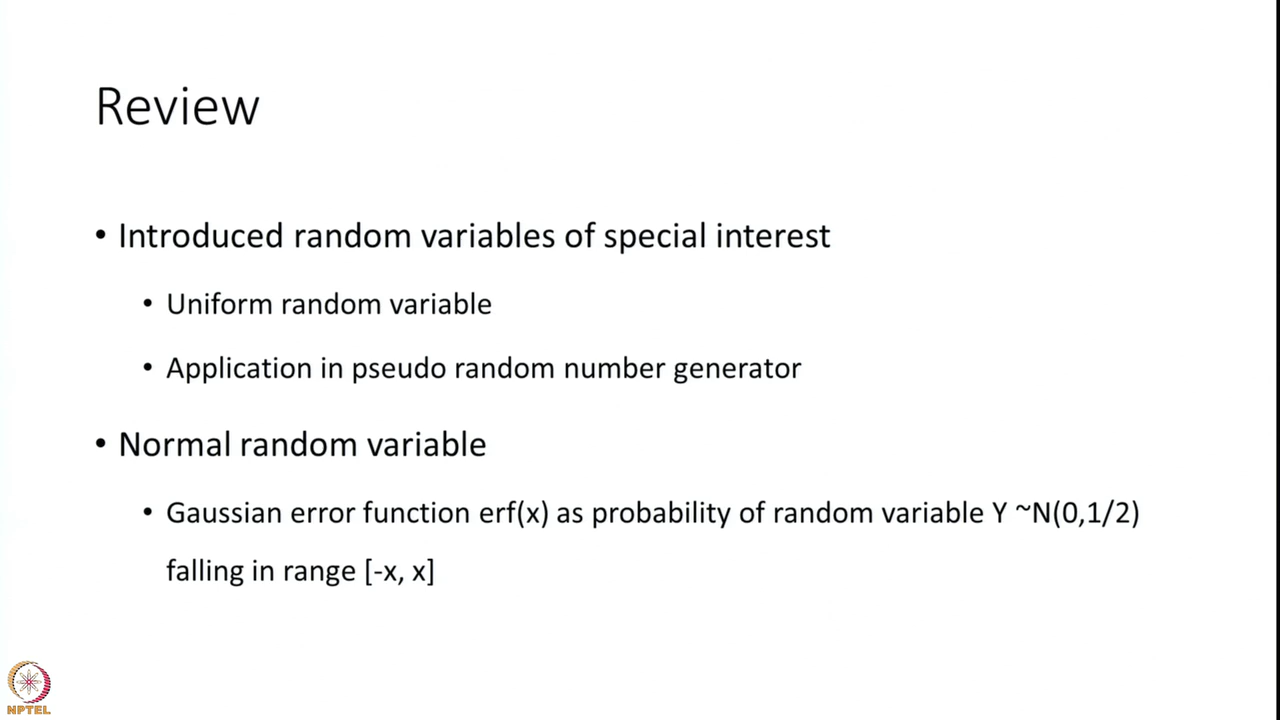 Review
• Introduced random variables of special interest
• Uniform random variable
• Application in pseudo random number generator
• Normal random variable
• Gaussian error function erf(x) as probability of random variable Y ~N(0,1/2)
falling in range [-x, x]
NPTEL